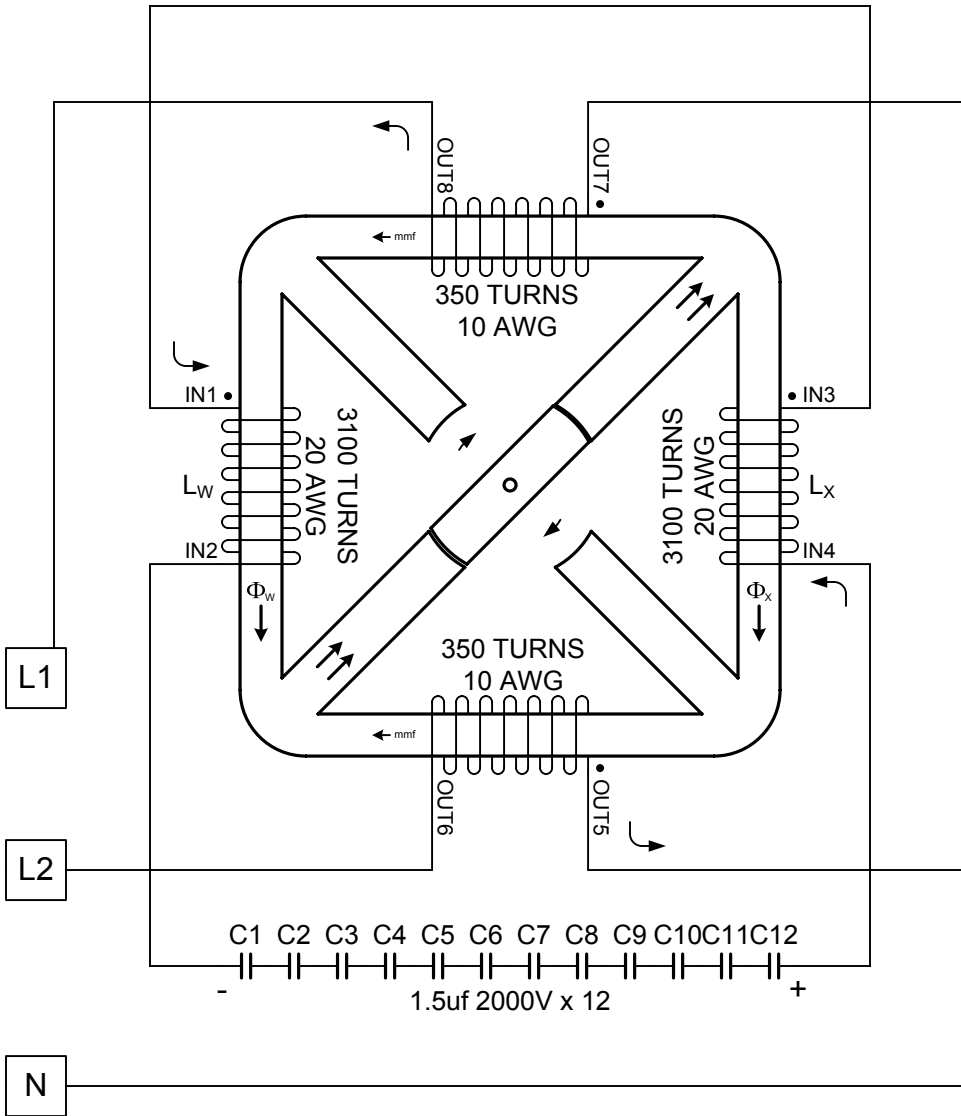 OUT8
OUT7
mmf
350 TURNS
10 AWG
IN1
IN3
3100 TURNS
20 AWG
3100 TURNS
20 AWG
LW
LX
IN2
IN4
ΦW
ΦX
350 TURNS
10 AWG
L1
mmf
OUT6
OUT5
L2
C1 C2 C3 C4 C5 C6 C7 C8 C9 C10 C11 C12
- +
1.5uf 2000V x 12
N